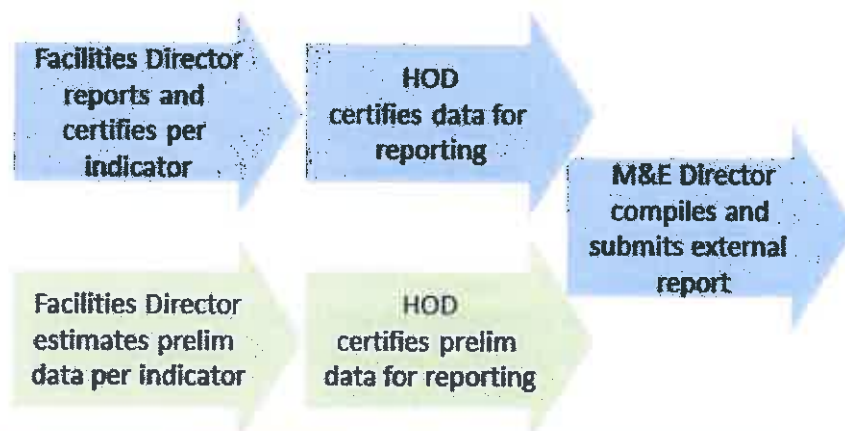 Facilities Director
reports and
certifies per
indicator
HOD
certifies data for
reporting
M&E Director
compiles and
submits external
report
Facilities Director
estimates prelim
data per indicator
HOD
certifies prelim
data for reporting